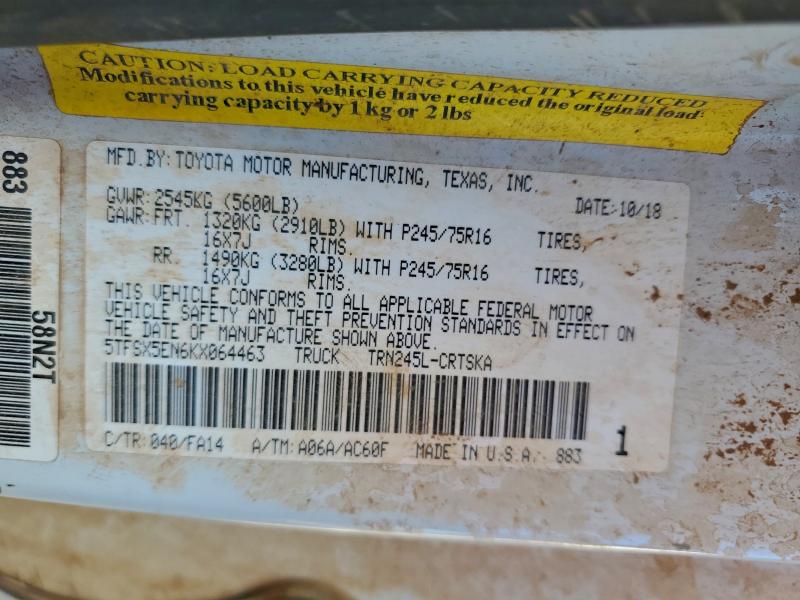 CAUTION: LOAD CARRYING CAPACITY REDUCED
Modifications to this vehicle have reduced the original load
carrying capacity by 1 kg or 2 lbs
883
58N2T
MFD.BY: TOYOTA MOTOR MANUFACTURING, TEXAS, INC.
GVWR: 2545KG (5600LB) DATE: 10/18
GAWR: FRT. 1320KG (2910LB) WITH P245/75R16 TIRES,
16X7J RIMS.
RR. 1490KG (3280LB) WITH P245/75R16 TIRES,
16X7J RIMS.
THIS VEHICLE CONFORMS TO ALL APPLICABLE FEDERAL MOTOR
VEHICLE SAFETY AND THEFT PREVENTION STANDARDS IN EFFECT ON
THE DATE OF MANUFACTURE SHOWN ABOVE.
5TFSX5EN6KX064463 TRUCK TRN245L-CRTSKA
C/TR: 040/FA14 A/TM: A06A/AC60F MADE IN U.S.A. 883 1